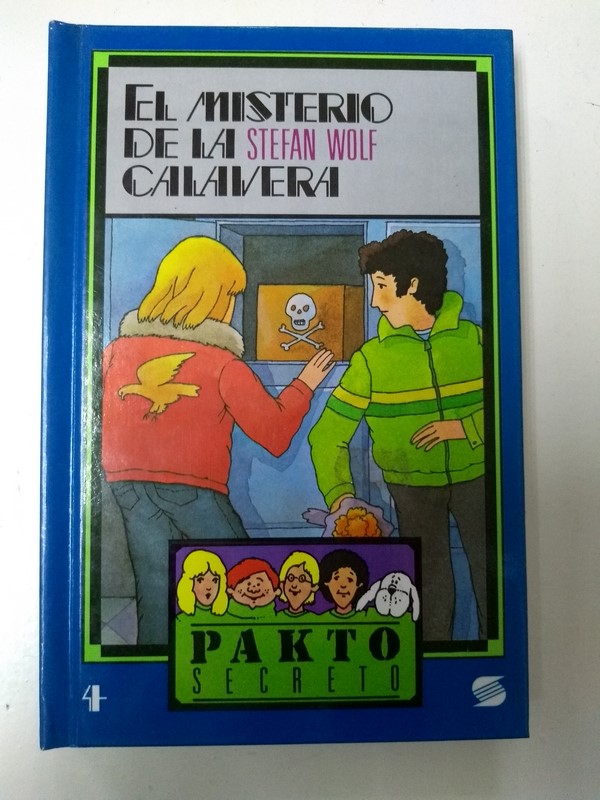 EL MISTERIO
DE LA STEFAN WOLF
CALAVERA
PAKTO
SECRETO
4